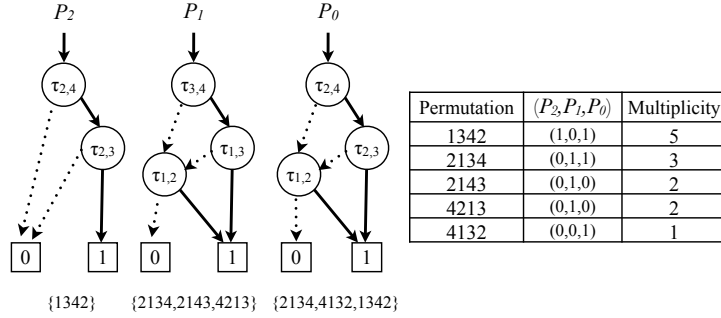 P2 P1 P0
τ2,4 τ3,4 τ2,4
τ2,3 τ1,3 τ2,3
τ1,2 τ1,2
0 1 0 1 0 1
{1342} {2134,2143,4213} {2134,4132,1342}
Permutation (P2,P1,P0) Multiplicity
1342 (1,0,1) 5
2134 (0,1,1) 3
2143 (0,1,0) 2
4213 (0,1,0) 2
4132 (0,0,1) 1